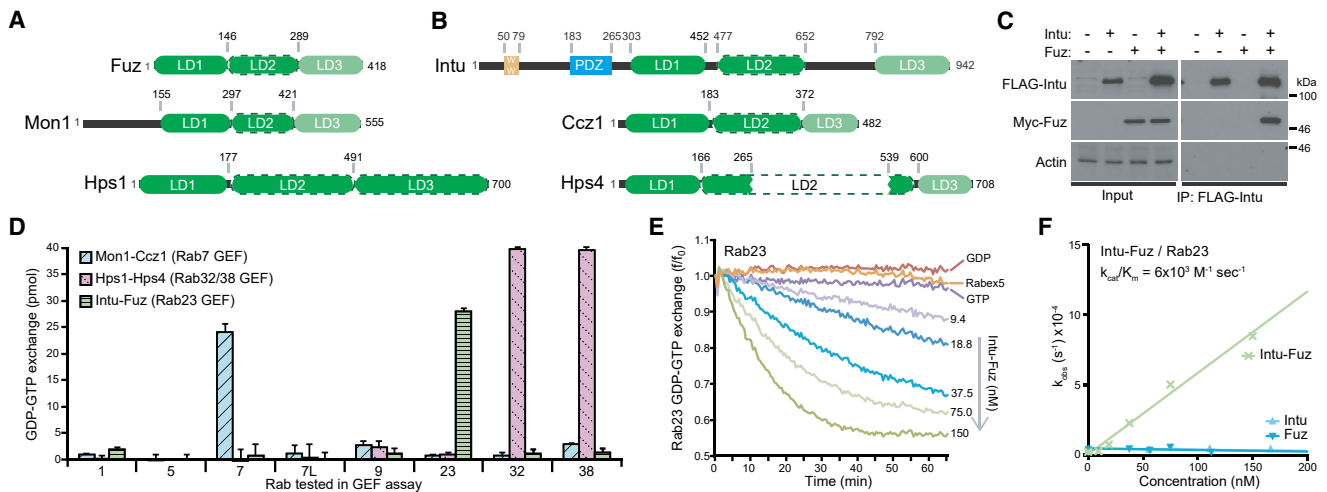 A
146 289
Fuz 1 LD1 LD2 LD3 418
155 297 421
Mon1 1 LD1 LD2 LD3 555
177 491
Hps1 1 LD1 LD2 LD3 700
B
50 79 183 265 303 452 477 652 792
Intu 1 WW PDZ LD1 LD2 LD3 942
183 372
Ccz1 1 LD1 LD2 LD3 482
166 265 539 600
Hps4 1 LD1 LD2 LD3 708
C
Intu: - + - + - + - +
Fuz: - - + + - - + +
kDa
FLAG-Intu
100
Myc-Fuz
46
46
Actin
Input
IP: FLAG-Intu
D
GDP-GTP exchange (pmol)
40
35
30
25
20
15
10
5
0
Mon1-Ccz1 (Rab7 GEF)
Hps1-Hps4 (Rab32/38 GEF)
Intu-Fuz (Rab23 GEF)
1 5 7 7L 9 23 32 38
Rab tested in GEF assay
E
Rab23 GDP-GTP exchange (f/f0)
1.1
1.0
0.9
0.8
0.7
0.6
0.5
Rab23
GDP
Rabex5
GTP
9.4
18.8
37.5
75.0
150
Intu-Fuz (nM)
0 10 20 30 40 50 60
Time (min)
F
kobs (s-1) x10-4
15
10
5
0
Intu-Fuz / Rab23
kcat/Km = 6x10³ M-1 sec-1
Intu-Fuz
Intu
Fuz
0 50 100 150 200
Concentration (nM)